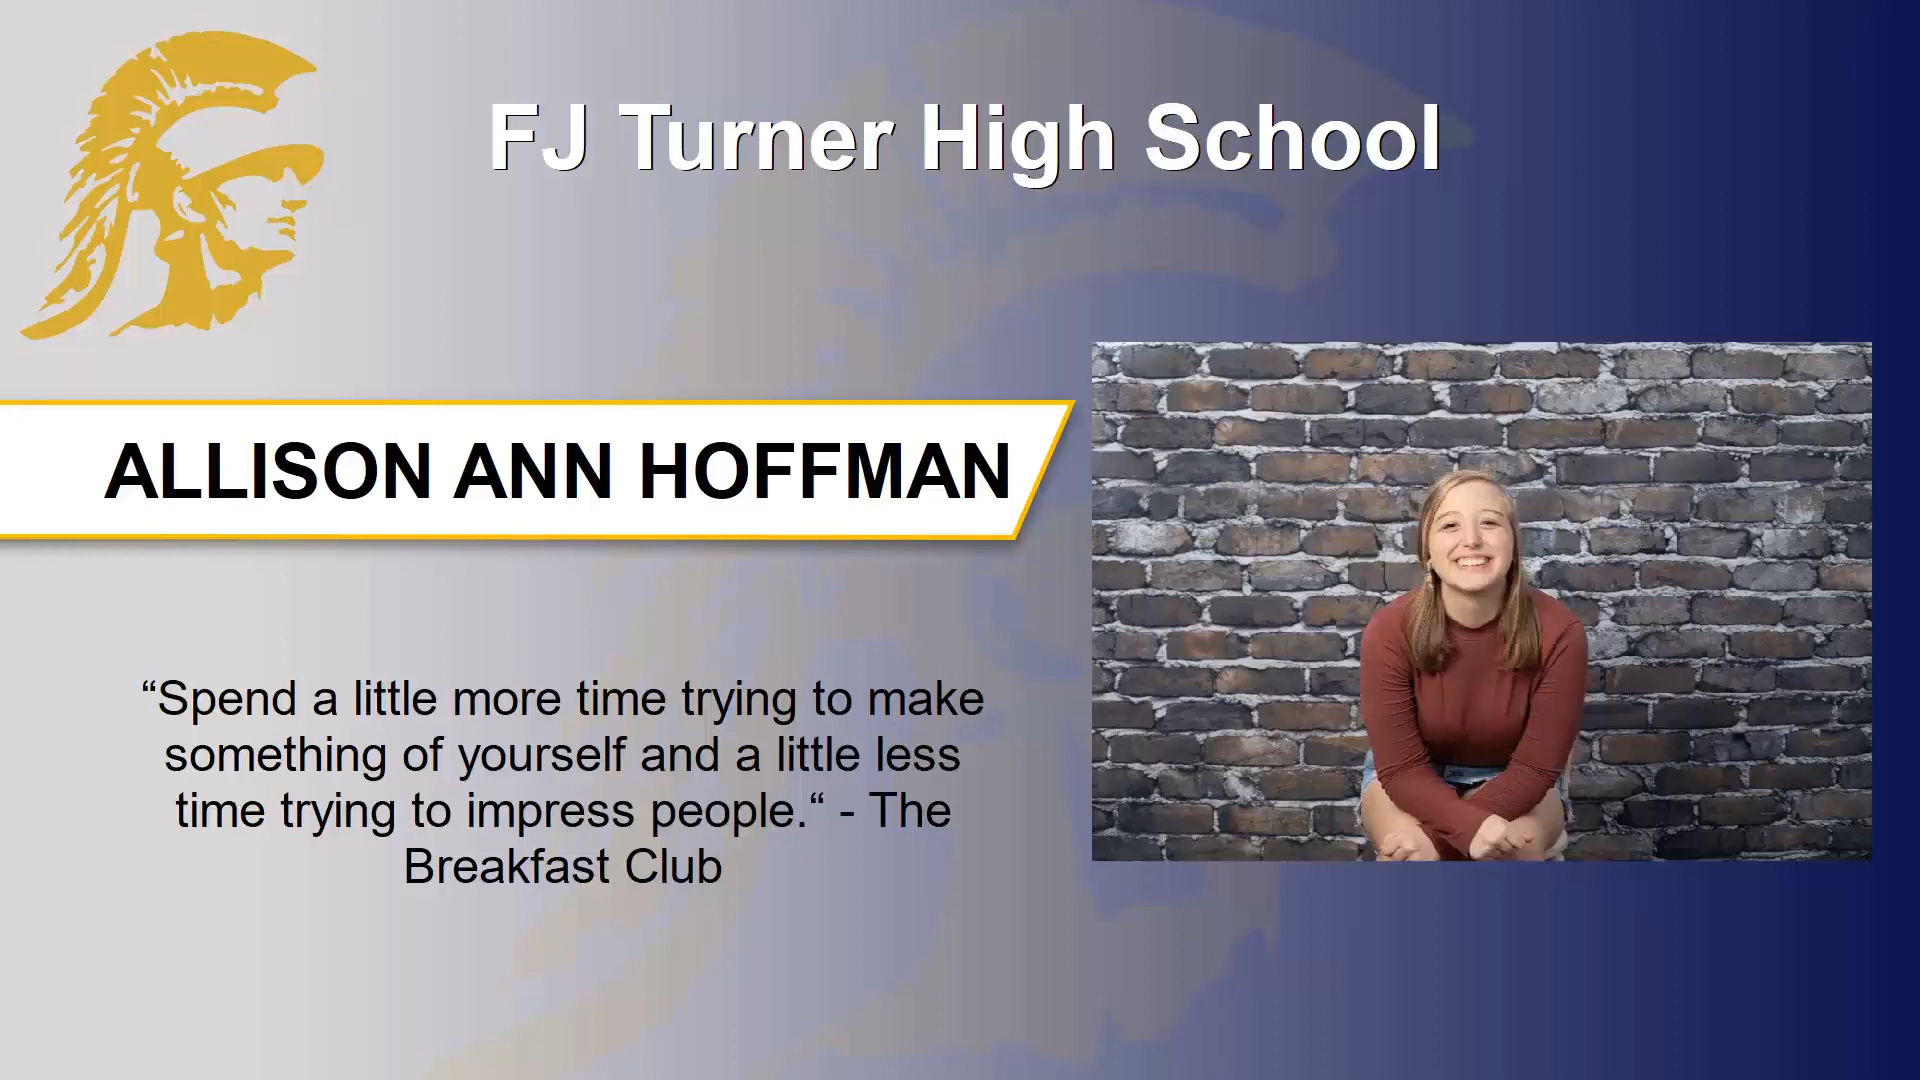 FJ Turner High School
ALLISON ANN HOFFMAN
“Spend a little more time trying to make
something of yourself and a little less
time trying to impress people.“ - The
Breakfast Club